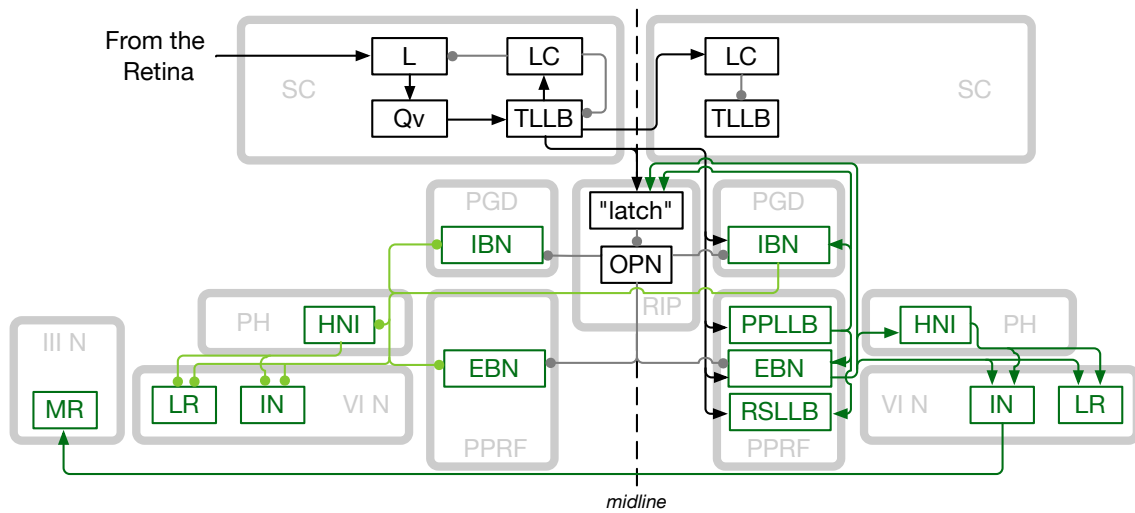 From the
Retina
SC
L
LC
Qv
TLLB
LC
TLLB
SC
PGD
IBN
"latch"
OPN
RIP
PGD
IBN
III N
MR
PH
HNI
LR
IN
VI N
EBN
PPRF
PPLLB
EBN
RSLLB
PPRF
HNI
PH
VI N
IN
LR
midline